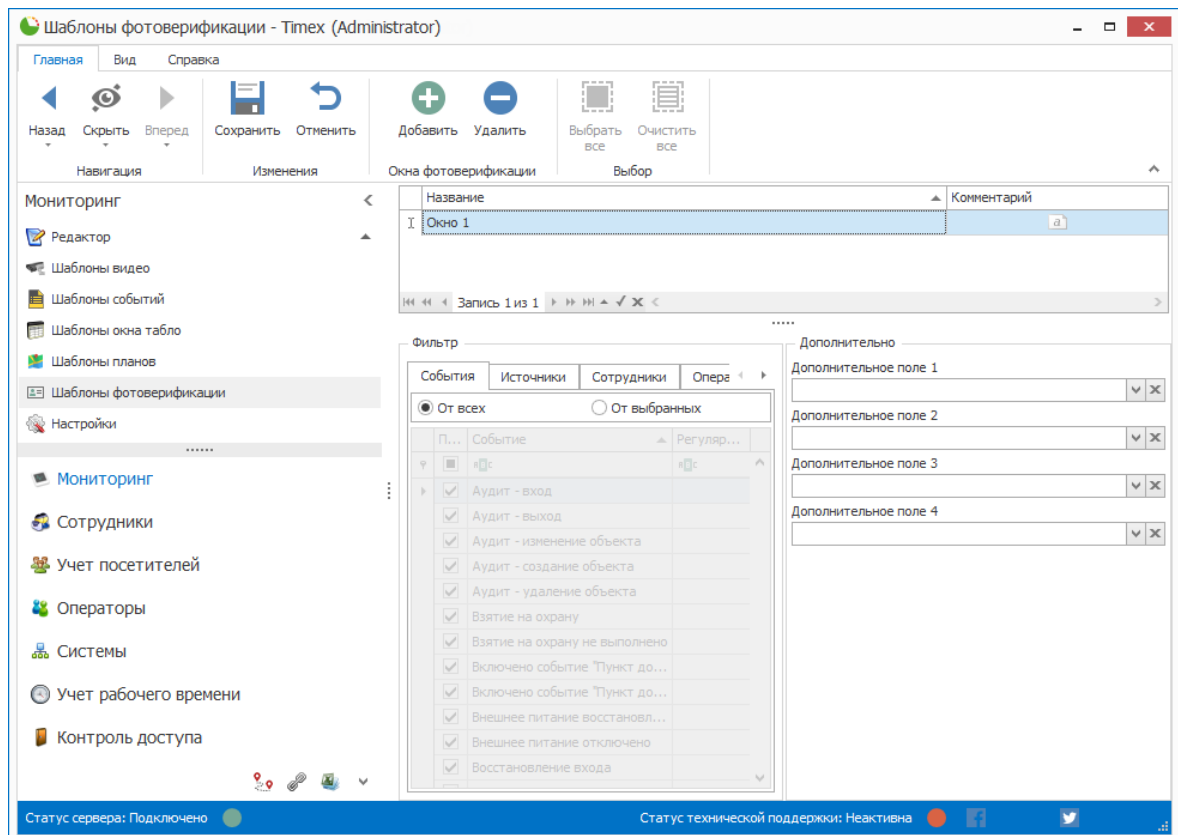 Шаблоны фотоверификации - Timex (Administrator)
Главная Вид Справка
Назад Скрыть Вперед Сохранить Отменить Добавить Удалить Выбрать все Очистить все
Навигация Изменения Окна фотоверификации Выбор
Мониторинг
Редактор
Шаблоны видео
Шаблоны событий
Шаблоны окна табло
Шаблоны планов
Шаблоны фотоверификации
Настройки
Мониторинг
Сотрудники
Учет посетителей
Операторы
Системы
Учет рабочего времени
Контроль доступа
Название Комментарий
Окно 1
Запись 1 из 1
Фильтр
События Источники Сотрудники Опера
От всех От выбранных
П... Событие Регуляр...
Аудит - вход
Аудит - выход
Аудит - изменение объекта
Аудит - создание объекта
Аудит - удаление объекта
Взятие на охрану
Взятие на охрану не выполнено
Включено событие "Пункт до...
Включено событие "Пункт до...
Внешнее питание восстановл...
Внешнее питание отключено
Восстановление входа
Дополнительно
Дополнительное поле 1
Дополнительное поле 2
Дополнительное поле 3
Дополнительное поле 4
Статус сервера: Подключено Статус технической поддержки: Неактивна